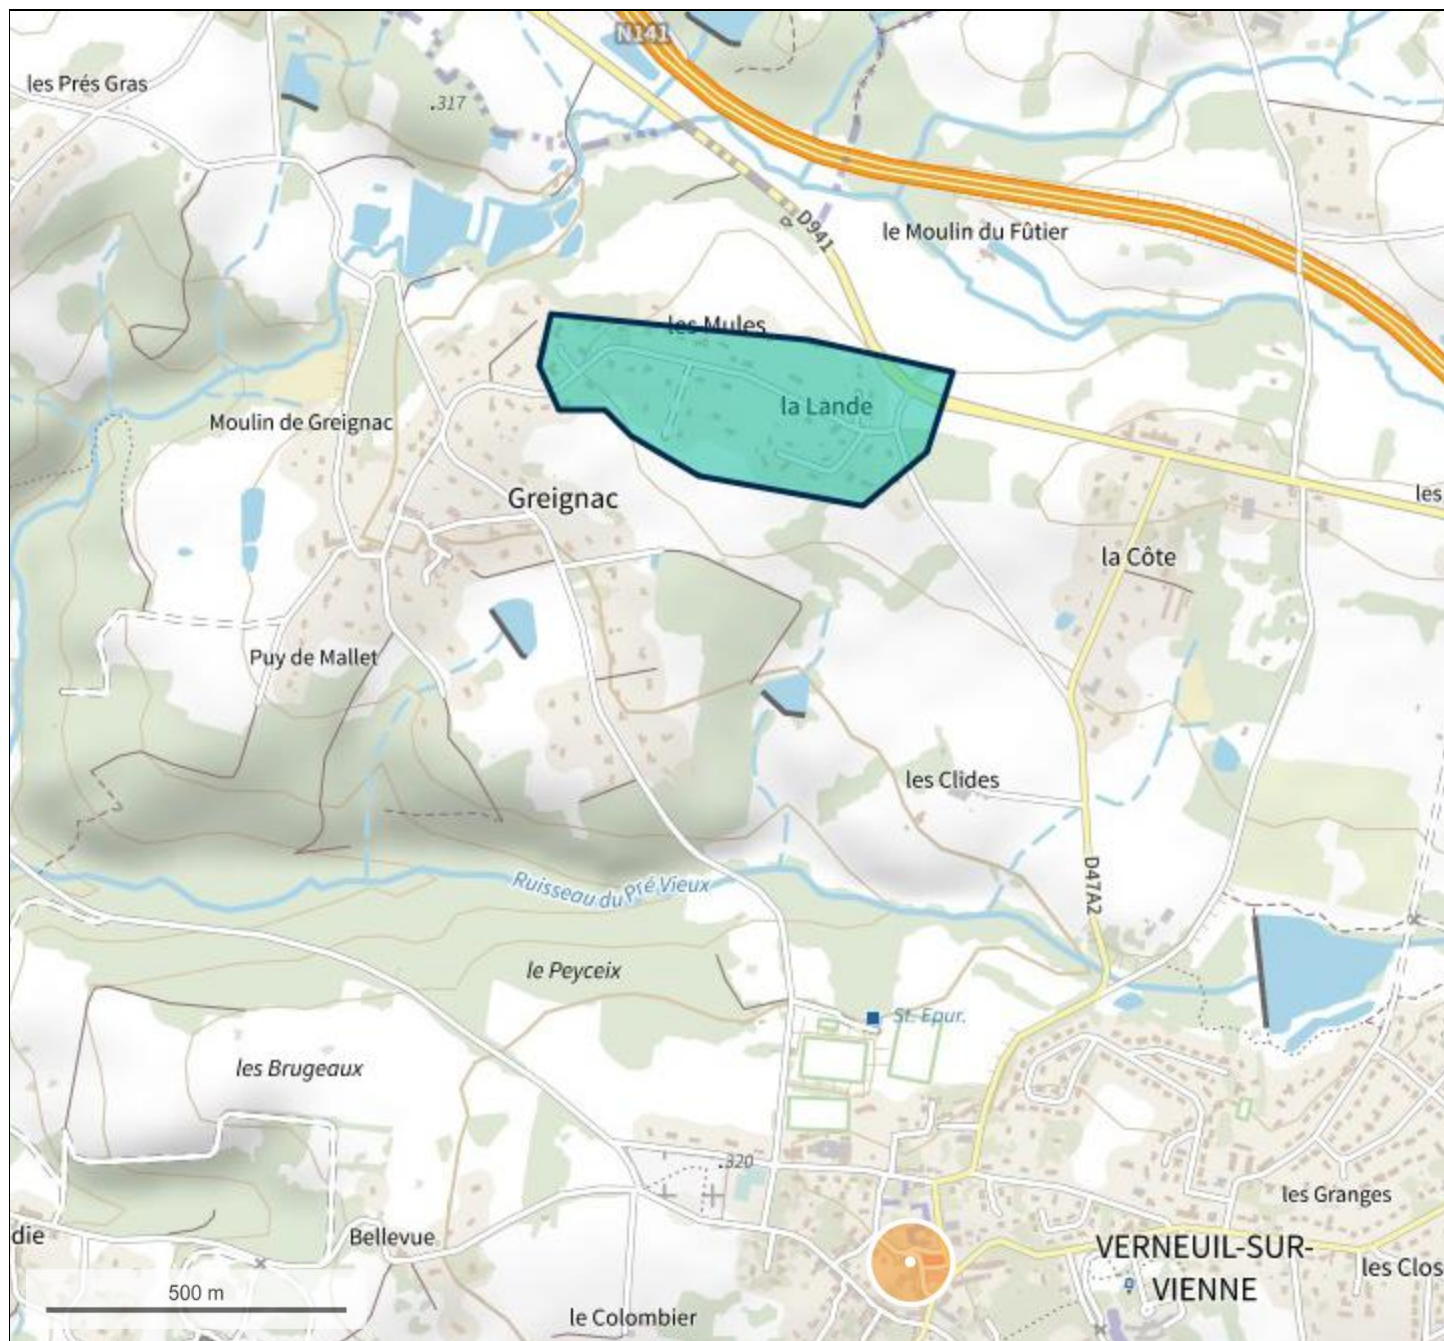 N141
les Prés Gras
.317
D941
le Moulin du Fûtier
les Mules
la Lande
Moulin de Greignac
Greignac
les
la Côte
Puy de Mallet
les Clides
D47A2
Ruisseau du Pré Vieux
le Peyceix
St. Epur.
les Brugeaux
.320
les Granges
die
Bellevue
VERNEUIL-SUR-
VIENNE
les Clos
500 m
le Colombier